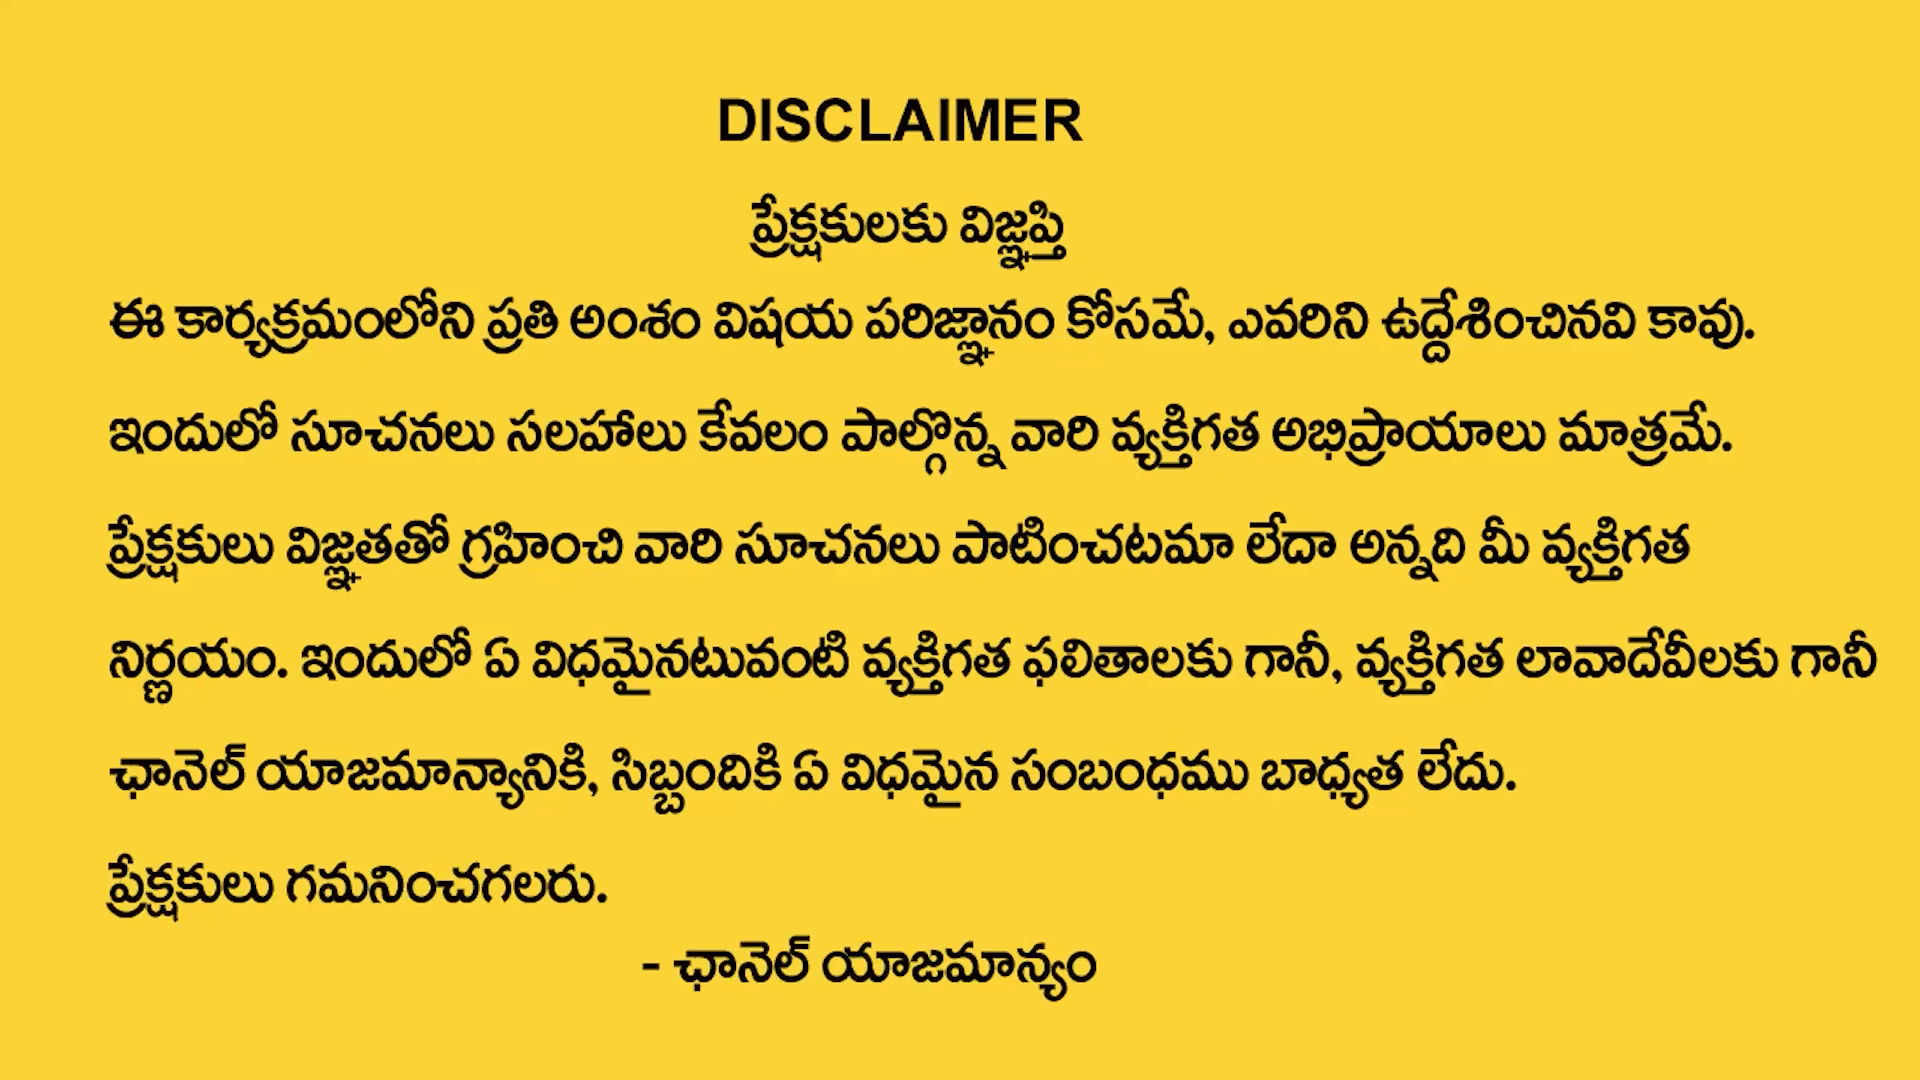 DISCLAIMER
ప్రేక్షకులకు విజ్ఞప్తి
ఈ కార్యక్రమంలోని ప్రతి అంశం విషయ పరిజ్ఞానం కోసమే, ఎవరిని ఉద్దేశించినవి కావు.
ఇందులో సూచనలు సలహాలు కేవలం పాల్గొన్న వారి వ్యక్తిగత అభిప్రాయాలు మాత్రమే.
ప్రేక్షకులు విజ్ఞతతో గ్రహించి వారి సూచనలు పాటించటమా లేదా అన్నది మీ వ్యక్తిగత
నిర్ణయం. ఇందులో ఏ విధమైనటువంటి వ్యక్తిగత ఫలితాలకు గానీ, వ్యక్తిగత లావాదేవీలకు గానీ
ఛానెల్ యాజమాన్యానికి, సిబ్బందికి ఏ విధమైన సంబంధము బాధ్యత లేదు.
ప్రేక్షకులు గమనించగలరు.
- ఛానెల్ యాజమాన్యం